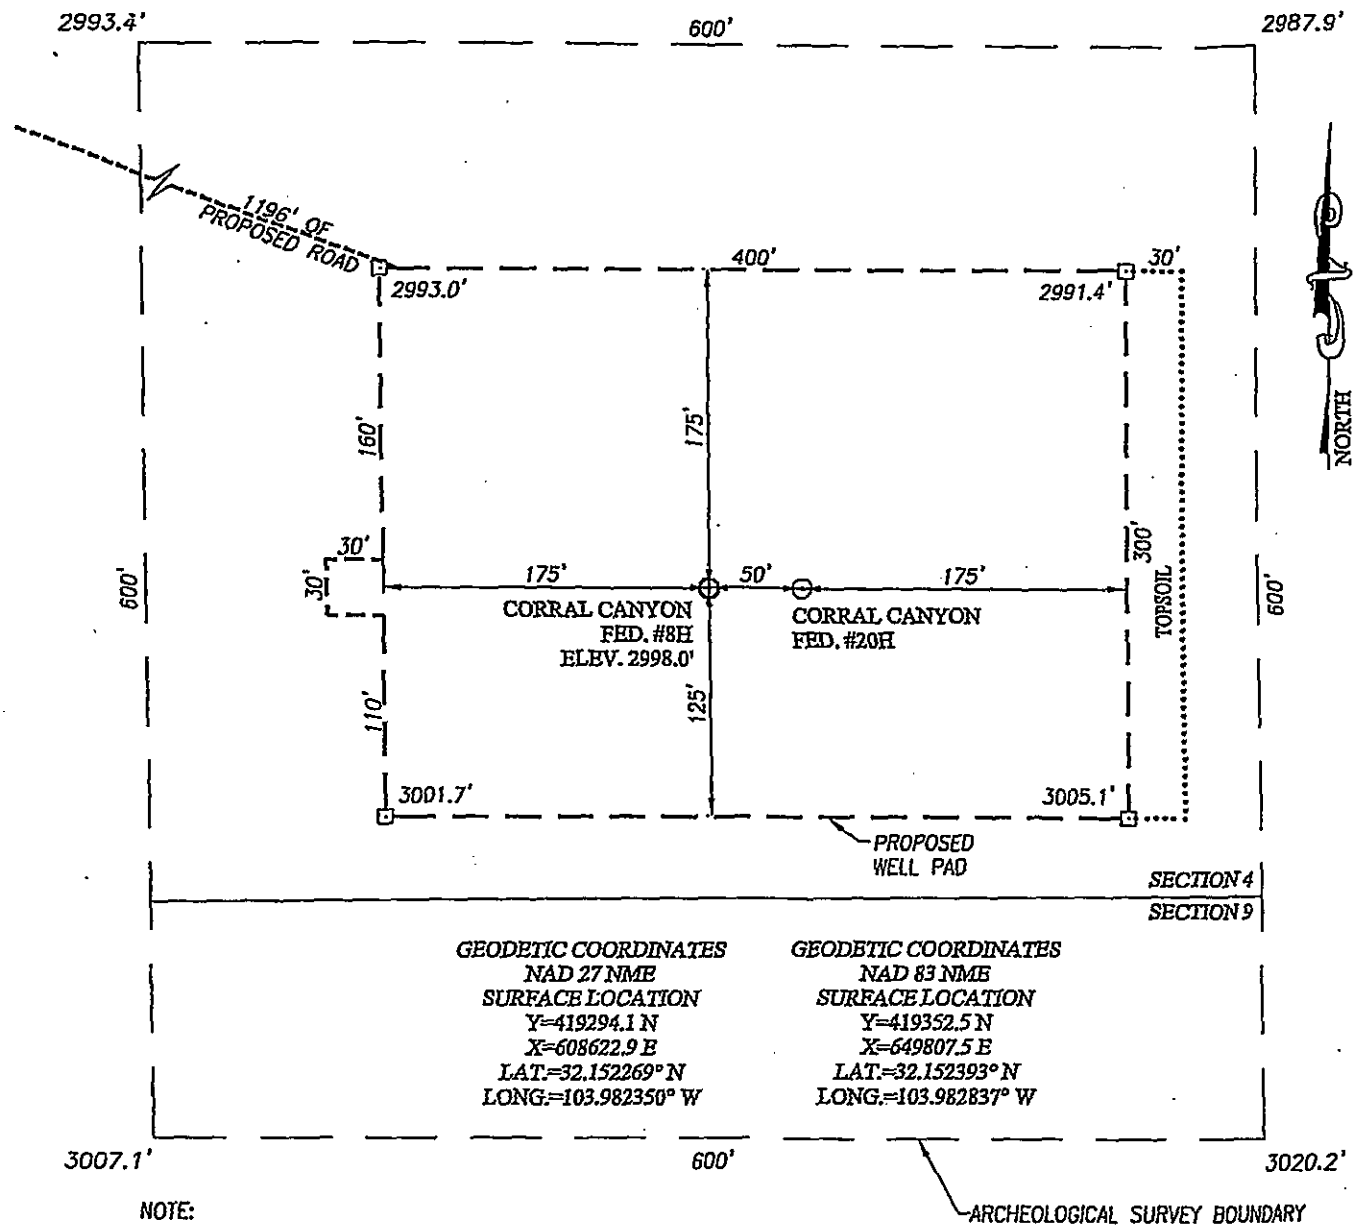 2993.4'
600'
2987.9'
1196' OF
PROPOSED ROAD
400'
30'
2993.0'
2991.4'
NORTH
160'
175'
30'
30'
600'
175'
50'
175'
300'
TOPSOIL
600'
CORRAL CANYON
FED. #8H
ELEV. 2998.0'
CORRAL CANYON
FED. #20H
110'
125'
3001.7'
3005.1'
PROPOSED
WELL PAD
SECTION 4
SECTION 9
GEODETIC COORDINATES
NAD 27 NME
SURFACE LOCATION
Y=419294.1 N
X=608622.9 E
LAT.=32.152269° N
LONG.=103.982350° W
GEODETIC COORDINATES
NAD 83 NME
SURFACE LOCATION
Y=419352.5 N
X=649807.5 E
LAT.=32.152393° N
LONG.=103.982837° W
3007.1'
600'
3020.2'
NOTE:
ARCHEOLOGICAL SURVEY BOUNDARY